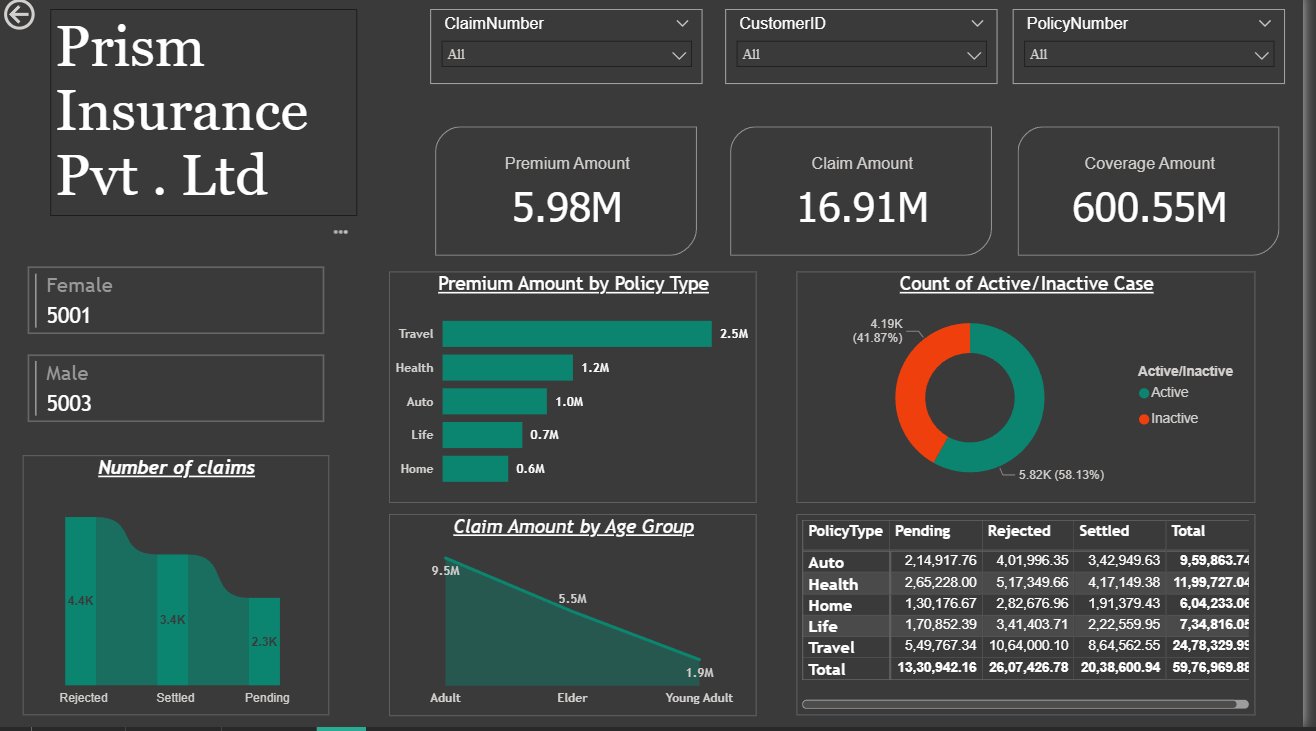 Prism
Insurance
Pvt . Ltd
ClaimNumber
All
CustomerID
All
PolicyNumber
All
Premium Amount
5.98M
Claim Amount
16.91M
Coverage Amount
600.55M
Female
5001
Male
5003
Number of claims
4.4K
3.4K
2.3K
Rejected Settled Pending
Premium Amount by Policy Type
Travel 2.5M
Health 1.2M
Auto 1.0M
Life 0.7M
Home 0.6M
Count of Active/Inactive Case
4.19K
(41.87%)
5.82K (58.13%)
Active/Inactive
Active
Inactive
Claim Amount by Age Group
9.5M
5.5M
1.9M
Adult Elder Young Adult
PolicyType Pending Rejected Settled Total
Auto 2,14,917.76 4,01,996.35 3,42,949.63 9,59,863.74
Health 2,65,228.00 5,17,349.66 4,17,149.38 11,99,727.04
Home 1,30,176.67 2,82,676.96 1,91,379.43 6,04,233.06
Life 1,70,852.39 3,41,403.71 2,22,559.95 7,34,816.05
Travel 5,49,767.34 10,64,000.10 8,64,562.55 24,78,329.99
Total 13,30,942.16 26,07,426.78 20,38,600.94 59,76,969.88